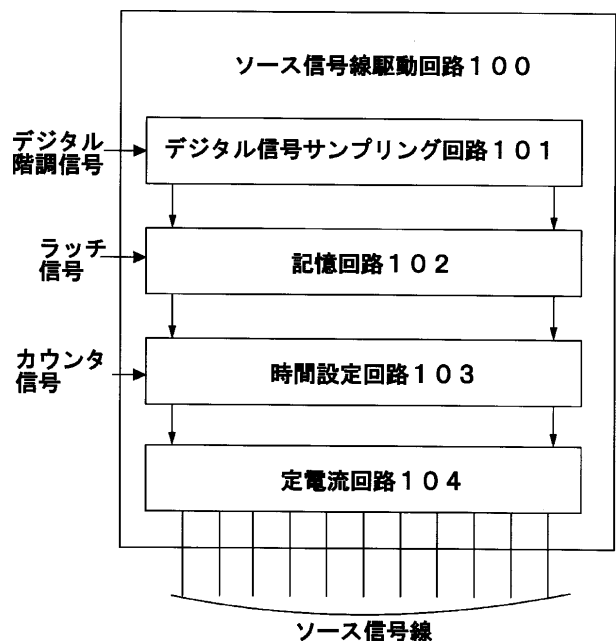 ソース信号線駆動回路１００
デジタル
階調信号
デジタル信号サンプリング回路１０１
ラッチ
信号
記憶回路１０２
カウンタ
信号
時間設定回路１０３
定電流回路１０４
ソース信号線